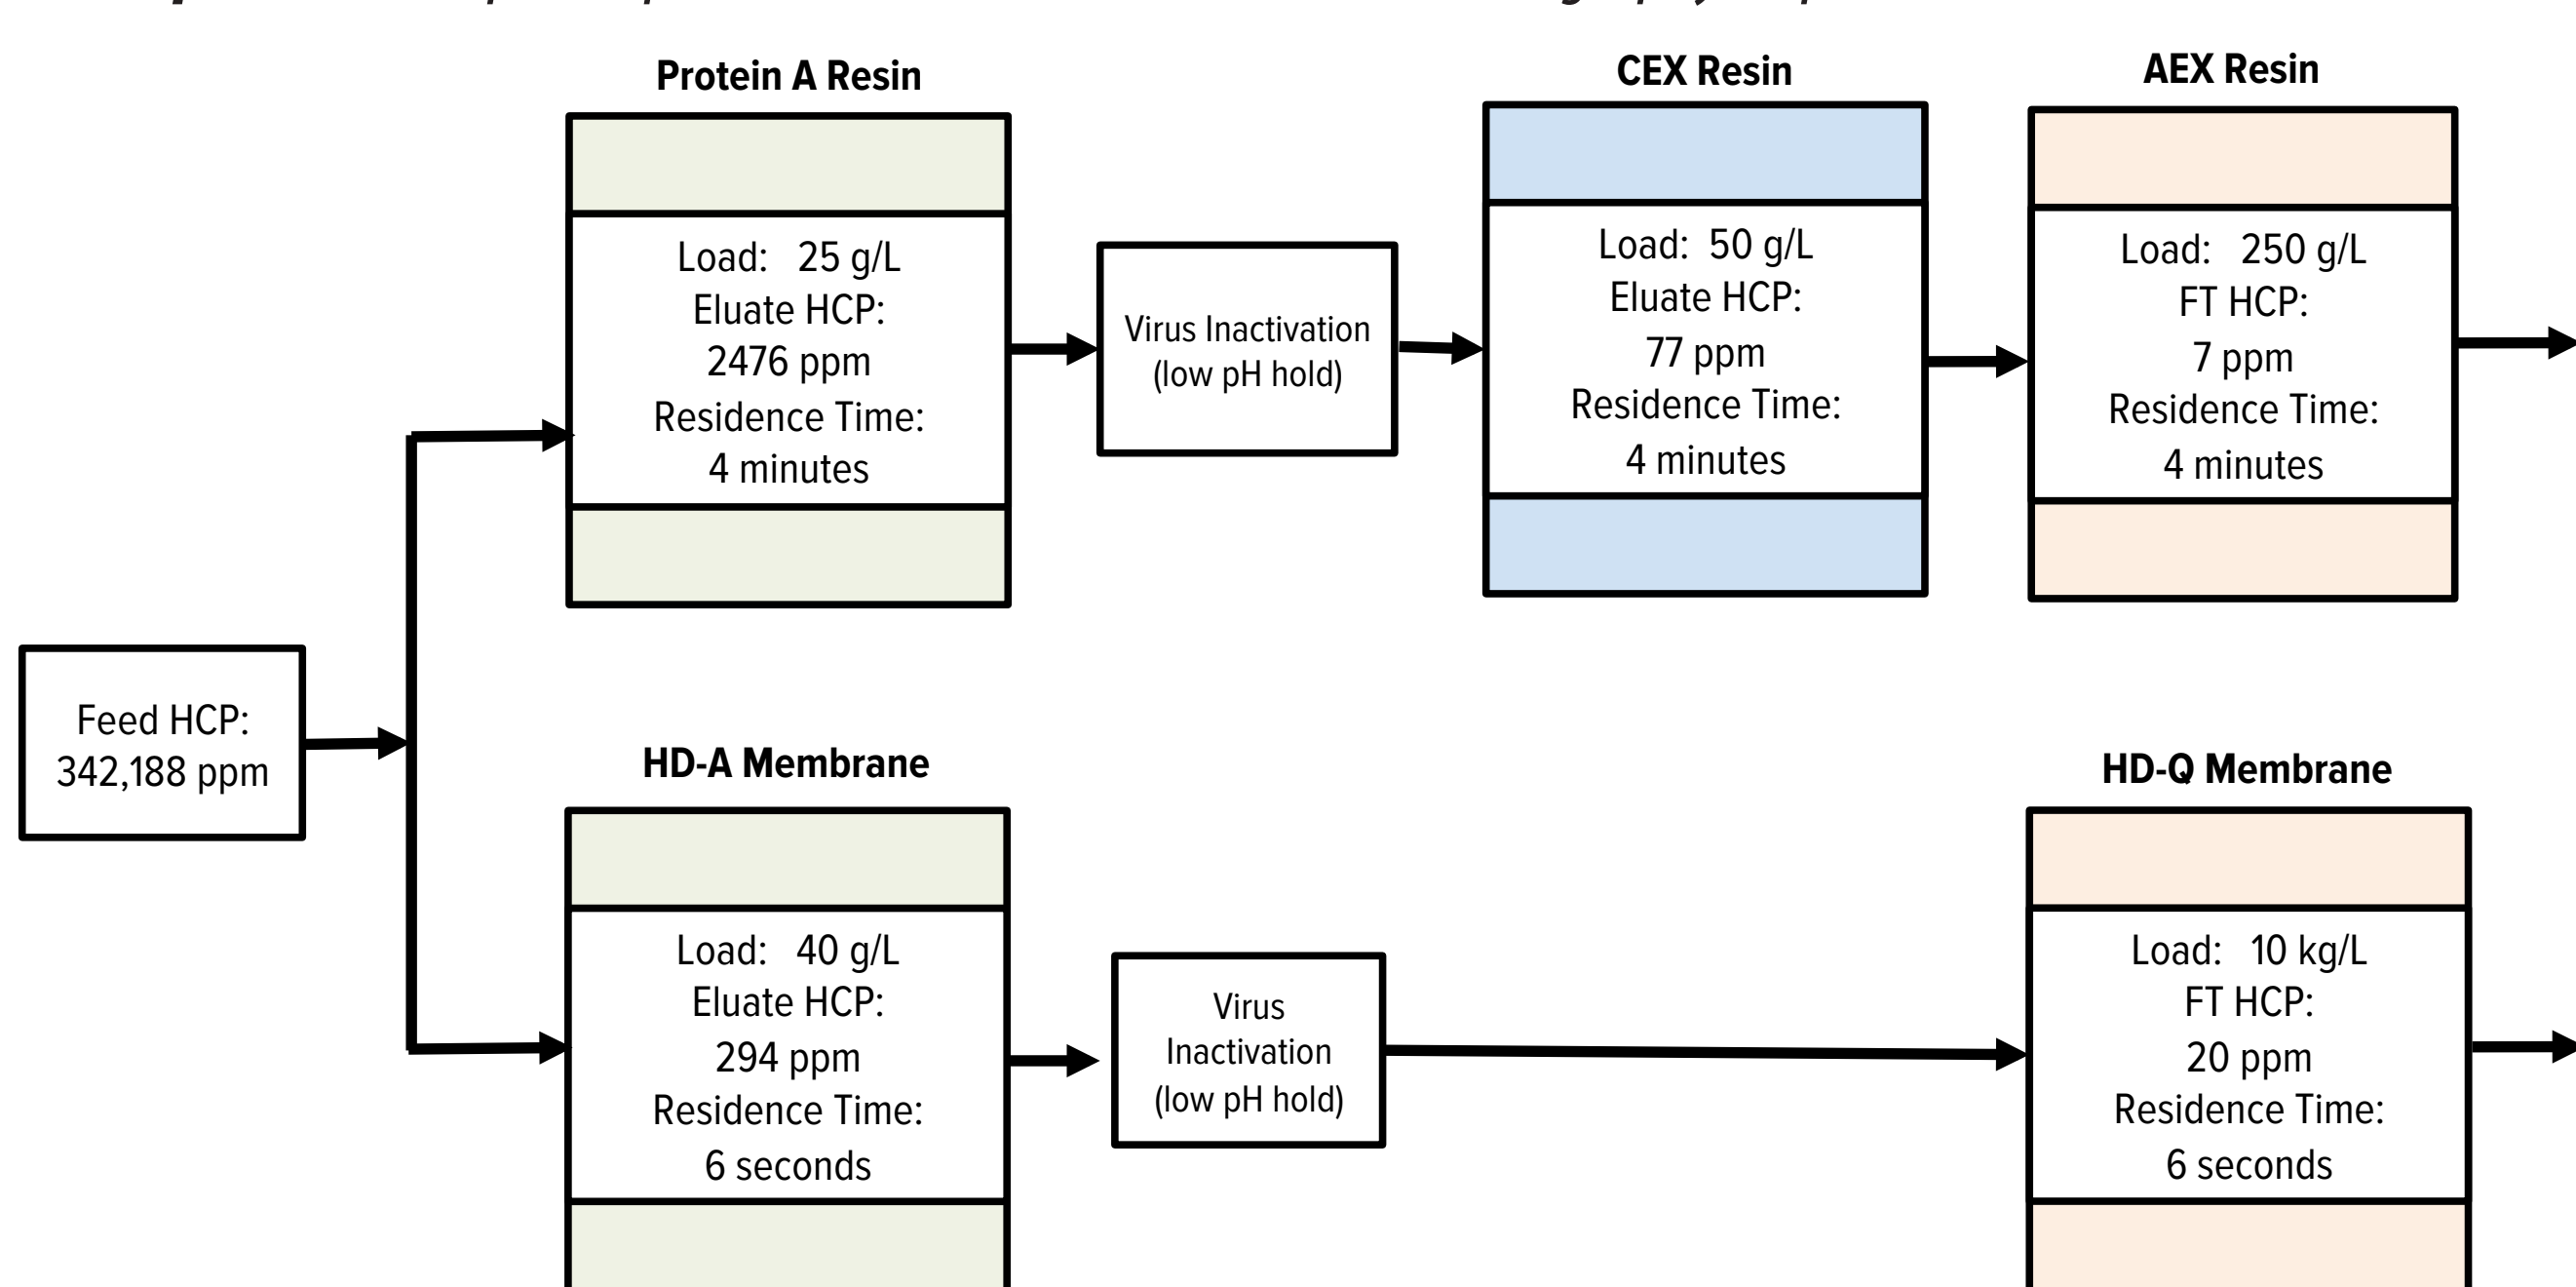 Protein A Resin
Load: 25 g/L
Eluate HCP:
2476 ppm
Residence Time:
4 minutes
Virus Inactivation
(low pH hold)
CEX Resin
Load: 50 g/L
Eluate HCP:
77 ppm
Residence Time:
4 minutes
AEX Resin
Load: 250 g/L
FT HCP:
7 ppm
Residence Time:
4 minutes
Feed HCP:
342,188 ppm
HD-A Membrane
Load: 40 g/L
Eluate HCP:
294 ppm
Residence Time:
6 seconds
Virus
Inactivation
(low pH hold)
HD-Q Membrane
Load: 10 kg/L
FT HCP:
20 ppm
Residence Time:
6 seconds